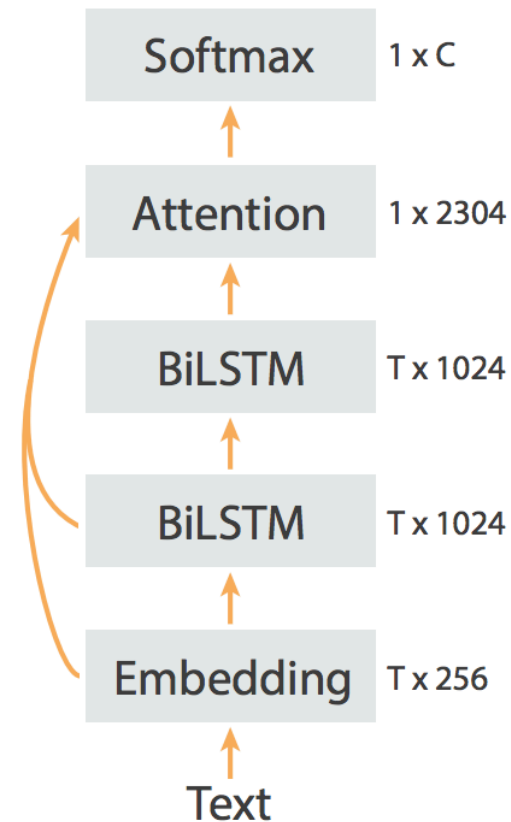 Softmax 1 x C
Attention 1 x 2304
BiLSTM T x 1024
BiLSTM T x 1024
Embedding T x 256
Text